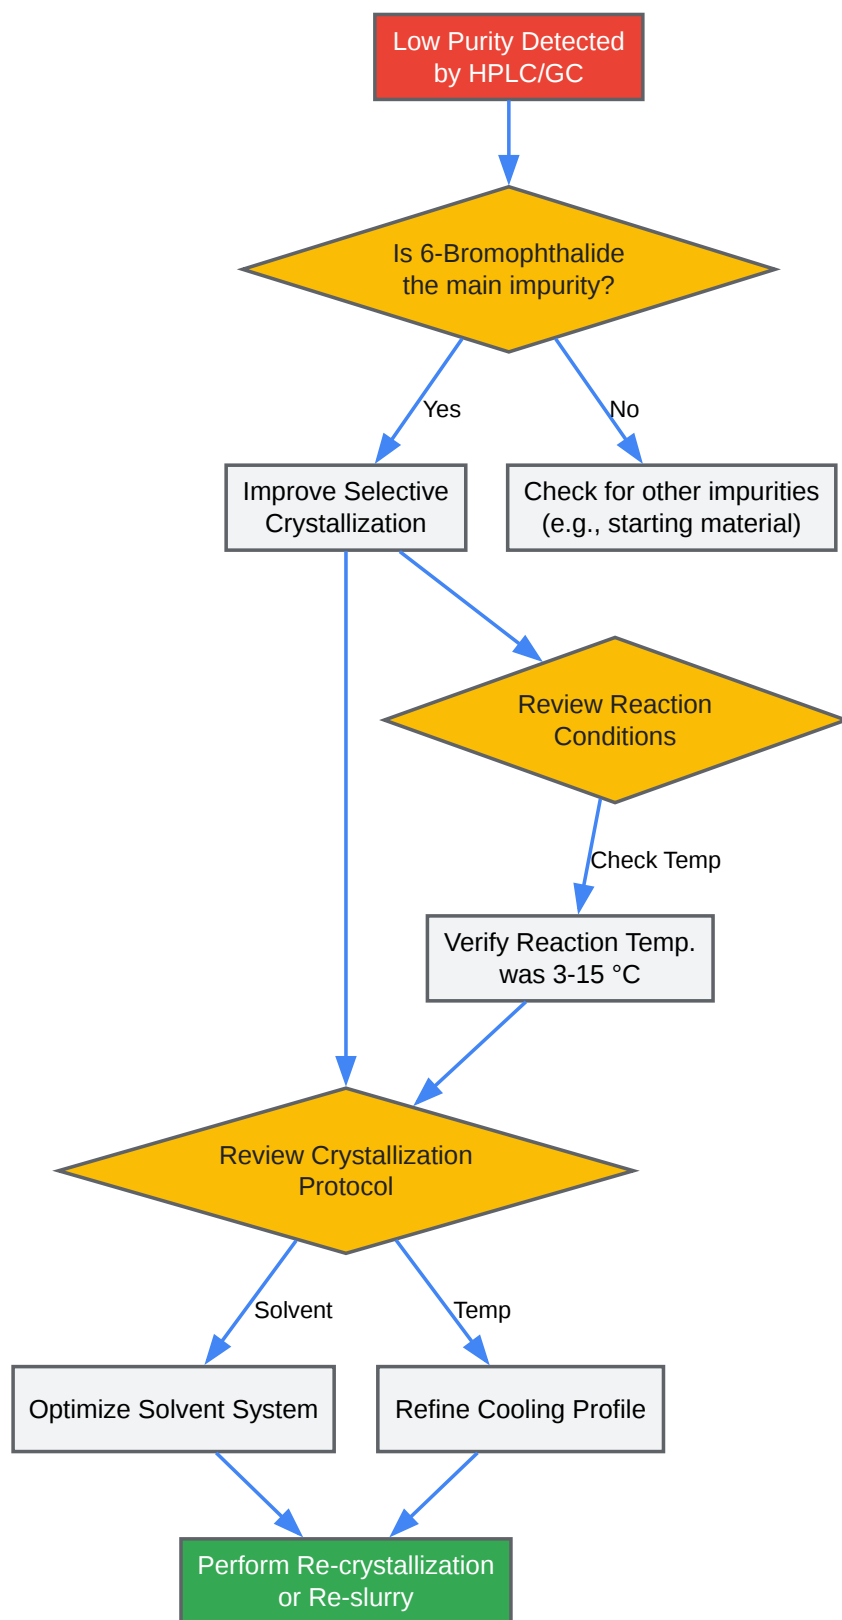 Low Purity Detected
by HPLC/GC
Is 6-Bromophthalide
the main impurity?
Yes
No
Improve Selective
Crystallization
Check for other impurities
(e.g., starting material)
Review Reaction
Conditions
Check Temp
Verify Reaction Temp.
was 3-15 °C
Review Crystallization
Protocol
Solvent
Temp
Optimize Solvent System
Refine Cooling Profile
Perform Re-crystallization
or Re-slurry